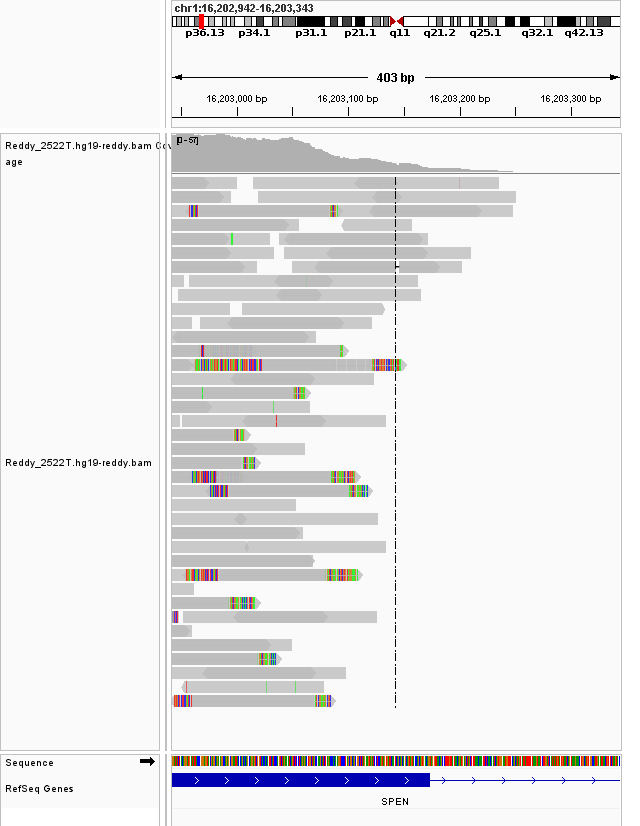 chr1:16,202,942-16,203,343
p36.13 p34.1 p31.1 p21.1 q11 q21.2 q25.1 q32.1 q42.13
403 bp
16,203,000 bp 16,203,100 bp 16,203,200 bp 16,203,300 bp
[0-57]
Reddy_2522T.hg19-reddy.bam Cov
age
Reddy_2522T.hg19-reddy.bam
Sequence
RefSeq Genes
SPEN